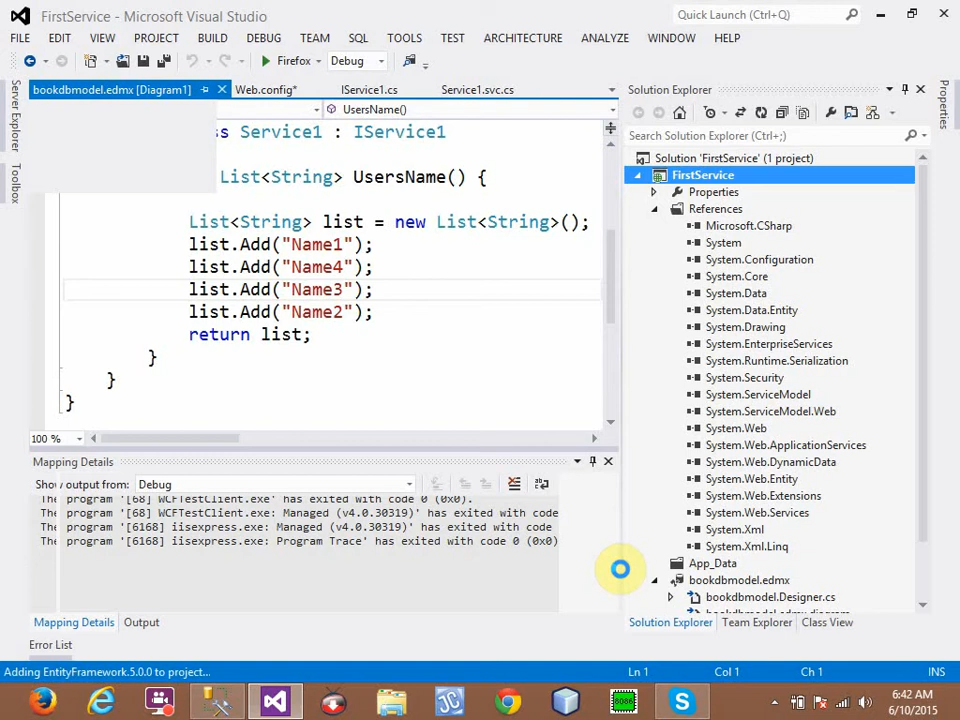 FirstService - Microsoft Visual Studio
Quick Launch (Ctrl+Q)
FILE EDIT VIEW PROJECT BUILD DEBUG TEAM SQL TOOLS TEST ARCHITECTURE ANALYZE WINDOW HELP
Firefox Debug
Server Explorer
Toolbox
bookdbmodel.edmx [Diagram1] Web.config* IService1.cs Service1.svc.cs
UsersName()
Service1 : IService1
List<String> UsersName() {
List<String> list = new List<String>();
list.Add("Name1");
list.Add("Name4");
list.Add("Name3");
list.Add("Name2");
return list;
}
}
}
100 %
Mapping Details
Show output from: Debug
The program '[68] WCFTestClient.exe' has exited with code 0 (0x0).
The program '[68] WCFTestClient.exe: Managed (v4.0.30319)' has exited with code
The program '[6168] iisexpress.exe: Managed (v4.0.30319)' has exited with code
The program '[6168] iisexpress.exe: Program Trace' has exited with code 0 (0x0)
Mapping Details Output
Error List
Solution Explorer
Search Solution Explorer (Ctrl+;)
Solution 'FirstService' (1 project)
FirstService
Properties
References
Microsoft.CSharp
System
System.Configuration
System.Core
System.Data
System.Data.Entity
System.Drawing
System.EnterpriseServices
System.Runtime.Serialization
System.Security
System.ServiceModel
System.ServiceModel.Web
System.Web
System.Web.ApplicationServices
System.Web.DynamicData
System.Web.Entity
System.Web.Extensions
System.Web.Services
System.Xml
System.Xml.Linq
App_Data
bookdbmodel.edmx
bookdbmodel.Designer.cs
bookdbmodel.edmx.diagram
Solution Explorer Team Explorer Class View
Properties
Adding EntityFramework.5.0.0 to project...
Ln 1 Col 1 Ch 1 INS
6:42 AM
6/10/2015